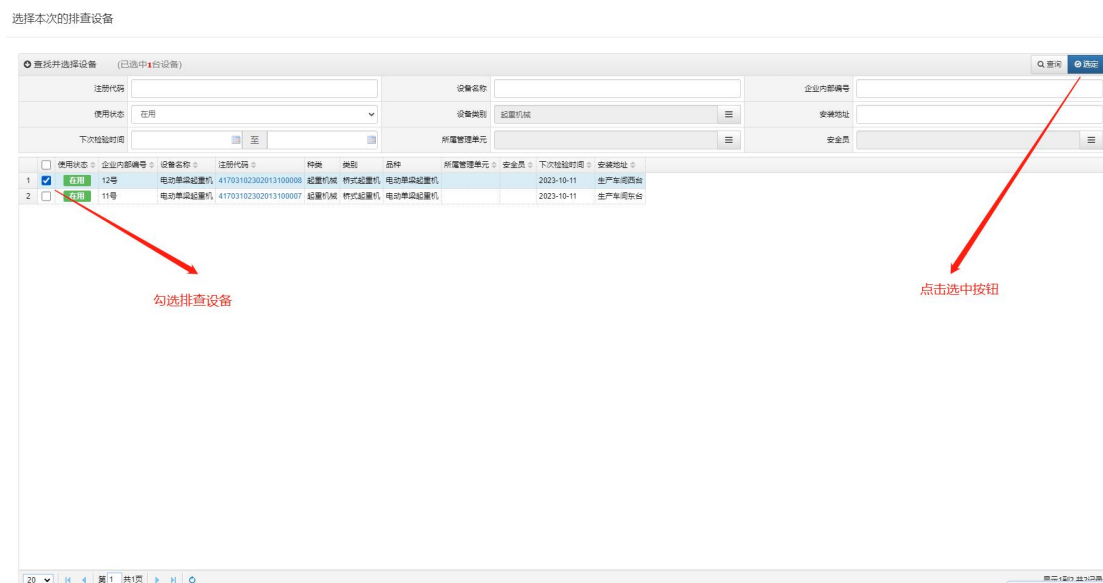 选择本次的排查设备
查找并选择设备 (已选中1台设备) 查询 选定
注册代码 设备名称 企业内部编号
使用状态 在用 设备类别 起重机械 安装地址
下次检验时间 至 所属管理单元 安全员
使用状态 企业内部编号 设备名称 注册代码 种类 类别 品种 所属管理单元 安全员 下次检验时间 安装地址
1 在用 12号 电动单梁起重机 41703102302013100008 起重机械 桥式起重机 电动单梁起重机 2023-10-11 生产车间西台
2 在用 11号 电动单梁起重机 41703102302013100007 起重机械 桥式起重机 电动单梁起重机 2023-10-11 生产车间东台
勾选排查设备
点击选中按钮
20 第 1 共1页 显示1到2,共2记录